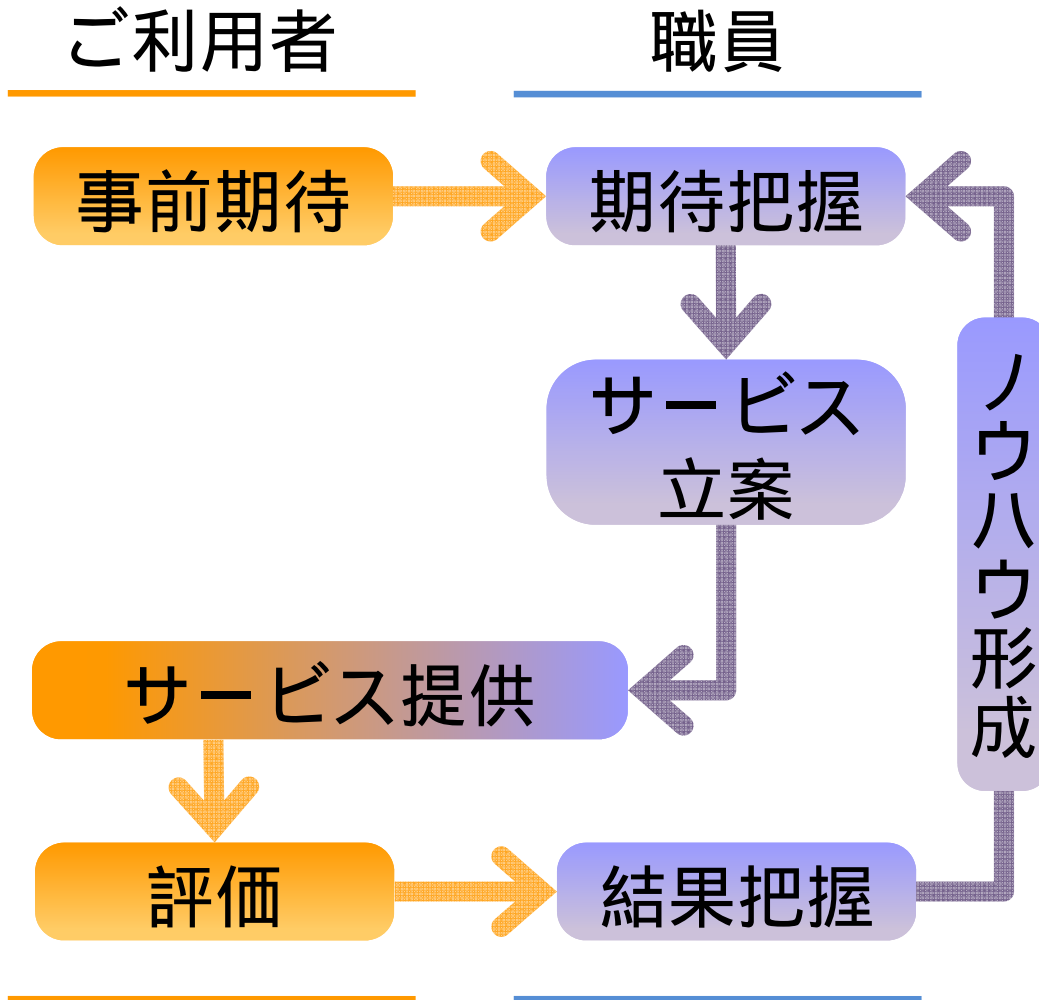 ご利用者
職員
事前期待
期待把握
サービス
立案
ノウハウ形成
サービス提供
評価
結果把握